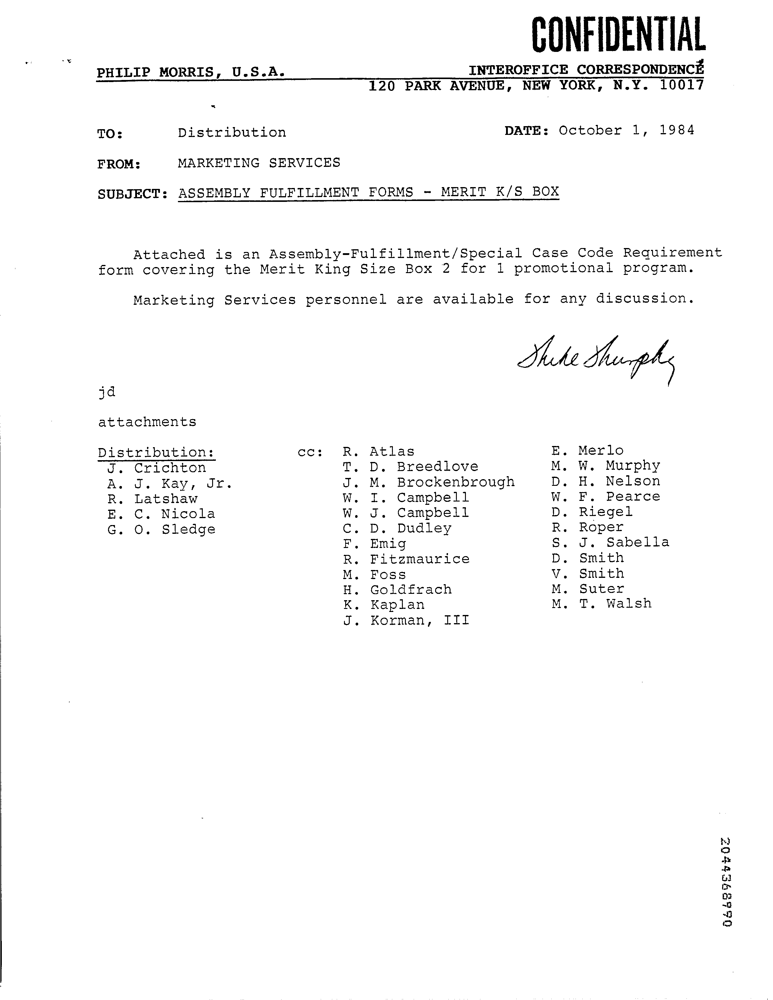 CONFIDENTIAL
PHILIP MORRIS, U.S.A. INTEROFFICE CORRESPONDENCE
120 PARK AVENUE, NEW YORK, N.Y. 10017
TO: Distribution DATE: October 1, 1984
FROM: MARKETING SERVICES
SUBJECT: ASSEMBLY FULFILLMENT FORMS - MERIT K/S BOX
Attached is an Assembly-Fulfillment/Special Case Code Requirement
form covering the Merit King Size Box 2 for 1 promotional program.
Marketing Services personnel are available for any discussion.
jd
attachments
Distribution:
J. Crichton
A. J. Kay, Jr.
R. Latshaw
E. C. Nicola
G. O. Sledge
cc: R. Atlas
T. D. Breedlove
J. M. Brockenbrough
W. I. Campbell
W. J. Campbell
C. D. Dudley
F. Emig
R. Fitzmaurice
M. Foss
H. Goldfrach
K. Kaplan
J. Korman, III
E. Merlo
M. W. Murphy
D. H. Nelson
W. F. Pearce
D. Riegel
R. Roper
S. J. Sabella
D. Smith
V. Smith
M. Suter
M. T. Walsh
2044368990